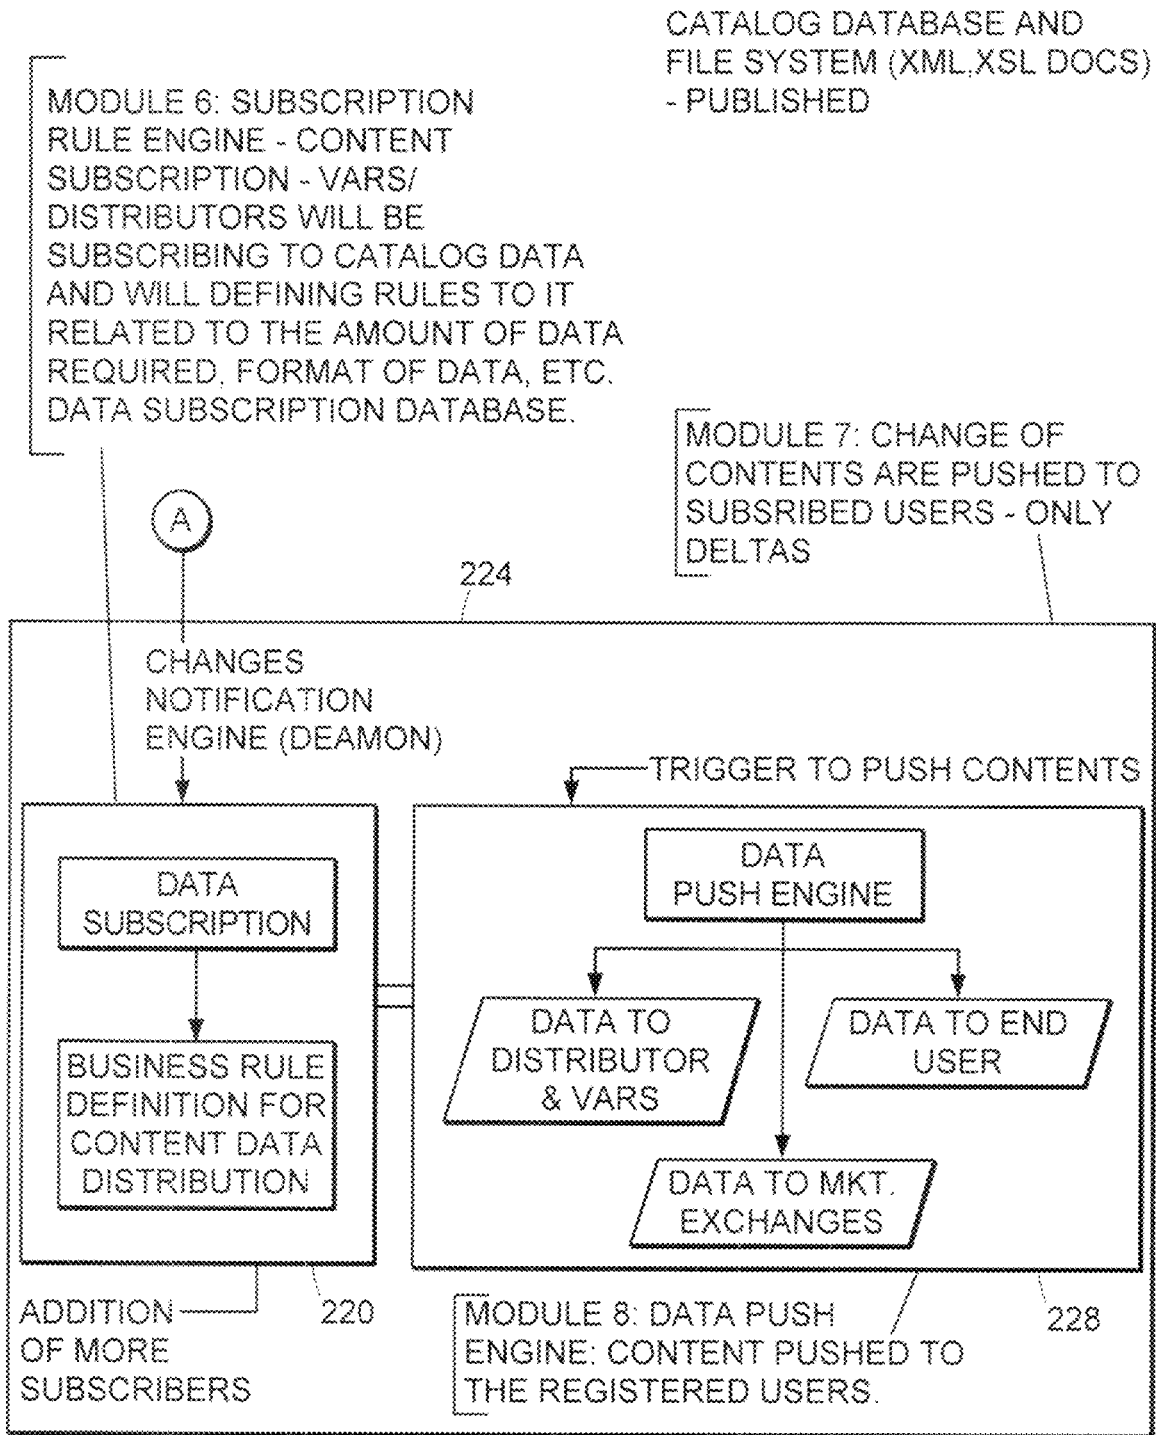 CATALOG DATABASE AND
FILE SYSTEM (XML,XSL DOCS)
- PUBLISHED
MODULE 6: SUBSCRIPTION
RULE ENGINE - CONTENT
SUBSCRIPTION - VARS/
DISTRIBUTORS WILL BE
SUBSCRIBING TO CATALOG DATA
AND WILL DEFINING RULES TO IT
RELATED TO THE AMOUNT OF DATA
REQUIRED, FORMAT OF DATA, ETC.
DATA SUBSCRIPTION DATABASE.
MODULE 7: CHANGE OF
CONTENTS ARE PUSHED TO
SUBSRIBED USERS - ONLY
DELTAS
A
224
CHANGES
NOTIFICATION
ENGINE (DEAMON)
TRIGGER TO PUSH CONTENTS
DATA
SUBSCRIPTION
BUSINESS RULE
DEFINITION FOR
CONTENT DATA
DISTRIBUTION
DATA
PUSH ENGINE
DATA TO
DISTRIBUTOR
& VARS
DATA TO END
USER
DATA TO MKT.
EXCHANGES
ADDITION
OF MORE
SUBSCRIBERS
220
MODULE 8: DATA PUSH
ENGINE: CONTENT PUSHED TO
THE REGISTERED USERS.
228